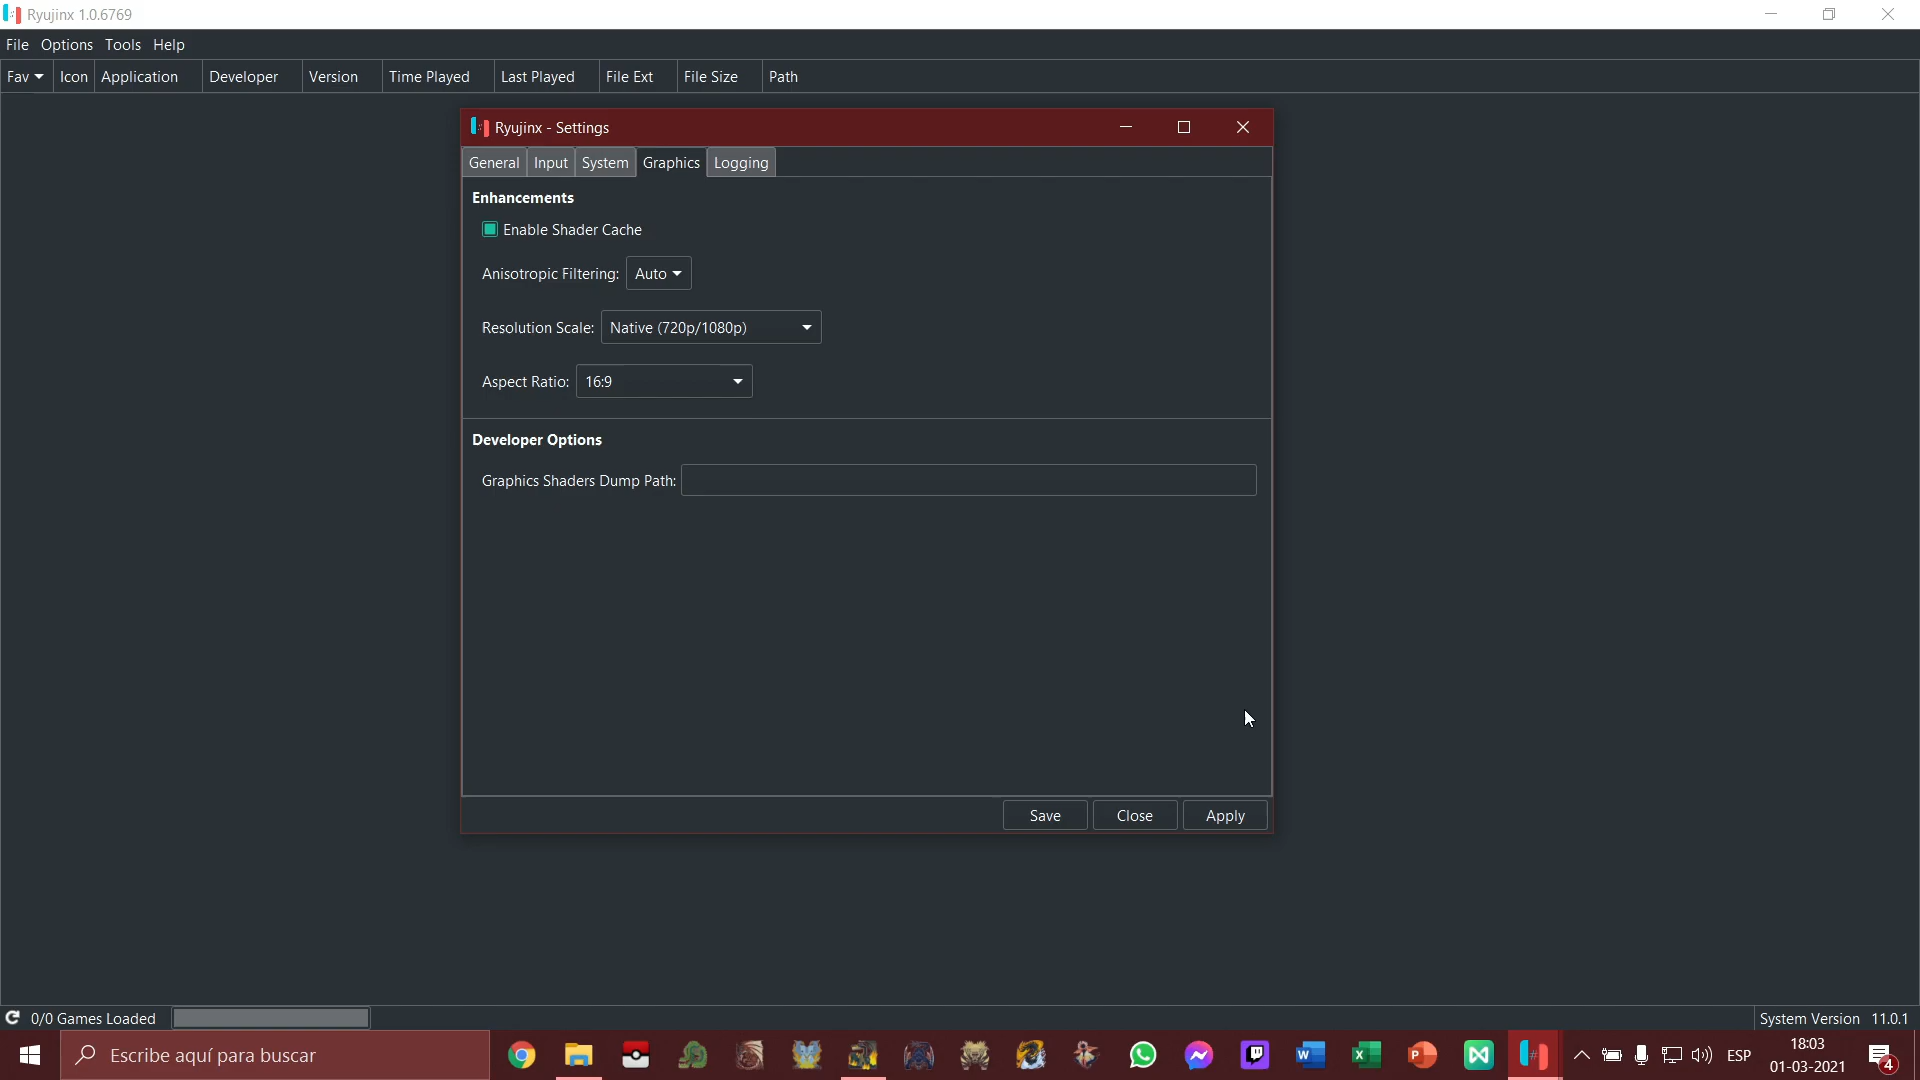 Ryujinx 1.0.6769
File Options Tools Help
Fav Icon Application Developer Version Time Played Last Played File Ext File Size Path
Ryujinx - Settings
General Input System Graphics Logging
Enhancements
Enable Shader Cache
Anisotropic Filtering: Auto
Resolution Scale: Native (720p/1080p)
Aspect Ratio: 16:9
Developer Options
Graphics Shaders Dump Path:
Save Close Apply
0/0 Games Loaded
System Version 11.0.1
Escribe aquí para buscar
ESP
18:03
01-03-2021
4